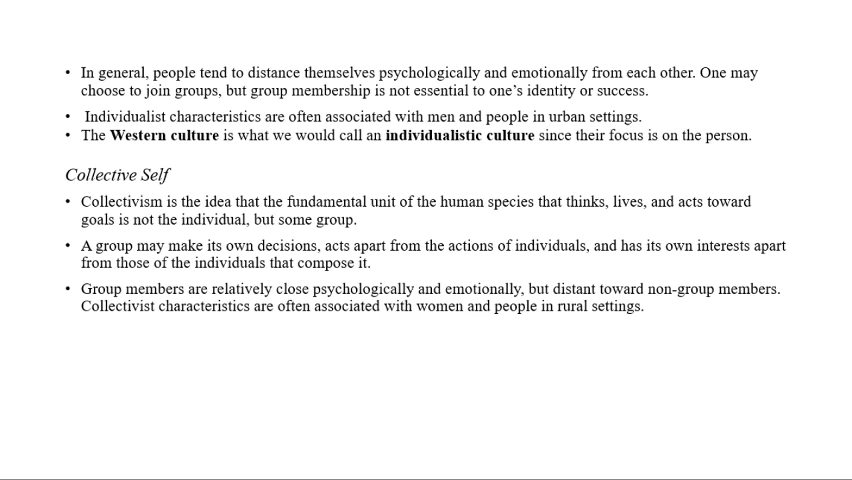 • In general, people tend to distance themselves psychologically and emotionally from each other. One may
choose to join groups, but group membership is not essential to one’s identity or success.
• Individualist characteristics are often associated with men and people in urban settings.
• The Western culture is what we would call an individualistic culture since their focus is on the person.
Collective Self
• Collectivism is the idea that the fundamental unit of the human species that thinks, lives, and acts toward
goals is not the individual, but some group.
• A group may make its own decisions, acts apart from the actions of individuals, and has its own interests apart
from those of the individuals that compose it.
• Group members are relatively close psychologically and emotionally, but distant toward non-group members.
Collectivist characteristics are often associated with women and people in rural settings.